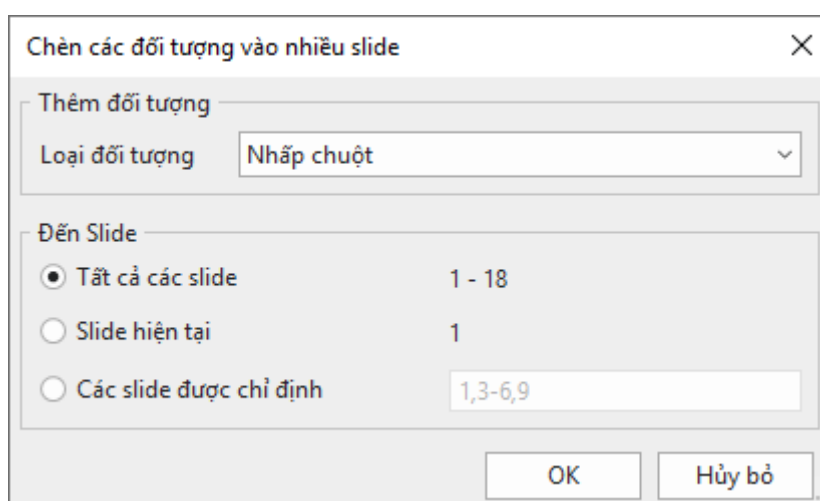 Chèn các đối tượng vào nhiều slide
Thêm đối tượng
Loại đối tượng Nhấp chuột
Đến Slide
Tất cả các slide 1 - 18
Slide hiện tại 1
Các slide được chỉ định 1,3-6,9
OK Hủy bỏ